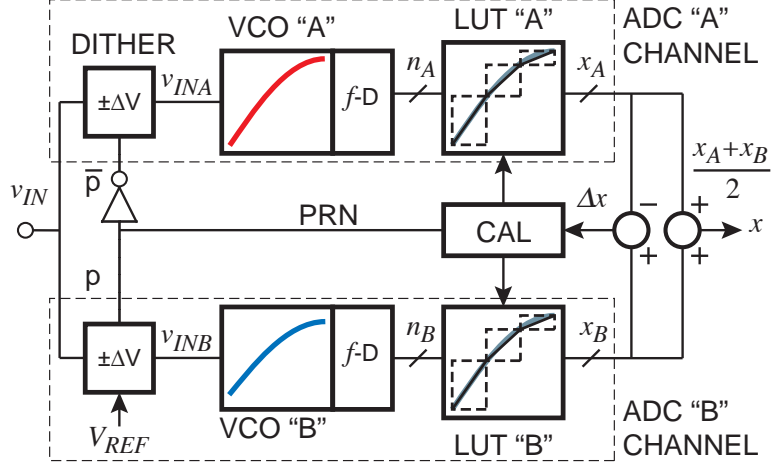 VCO “A”
LUT “A”
ADC “A”
CHANNEL
DITHER
±ΔV
v_INA
f-D
n_A
x_A
p̅
v_IN
PRN
CAL
Δx
−
+
+
+
x_A+x_B
2
x
p
±ΔV
v_INB
f-D
n_B
x_B
V_REF
VCO “B”
LUT “B”
ADC “B”
CHANNEL